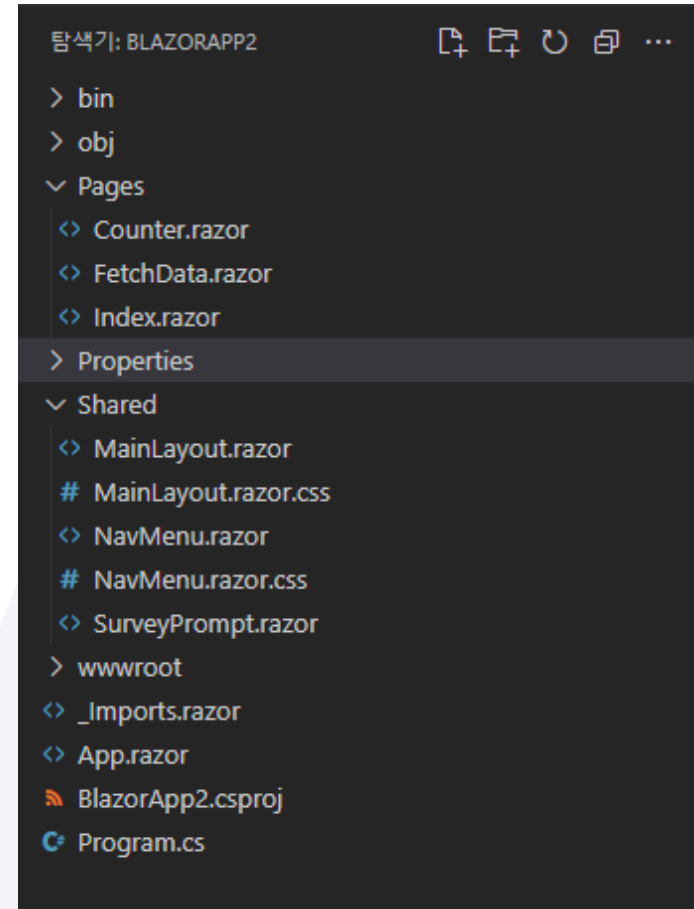 탐색기: BLAZORAPP2
bin
obj
Pages
Counter.razor
FetchData.razor
Index.razor
Properties
Shared
MainLayout.razor
MainLayout.razor.css
NavMenu.razor
NavMenu.razor.css
SurveyPrompt.razor
wwwroot
_Imports.razor
App.razor
BlazorApp2.csproj
Program.cs